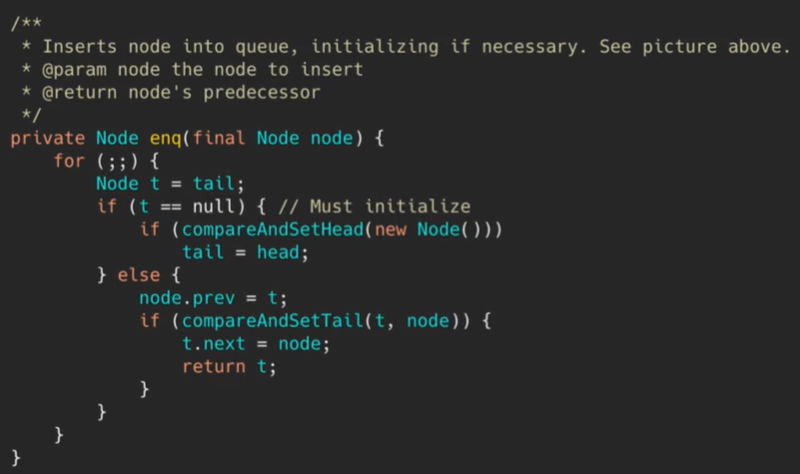 /**
 * Inserts node into queue, initializing if necessary. See picture above.
 * @param node the node to insert
 * @return node's predecessor
 */
private Node enq(final Node node) {
    for (;;) {
        Node t = tail;
        if (t == null) { // Must initialize
            if (compareAndSetHead(new Node()))
                tail = head;
        } else {
            node.prev = t;
            if (compareAndSetTail(t, node)) {
                t.next = node;
                return t;
            }
        }
    }
}